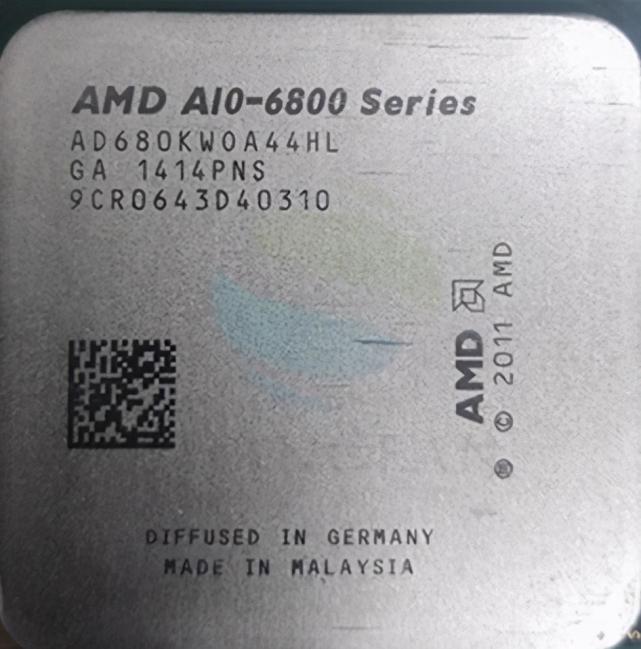 AMD A10-6800 Series
AD680KWOA44HL
GA 1414PNS
9CR0643D40310
AMD
® © 2011 AMD
DIFFUSED IN GERMANY
MADE IN MALAYSIA